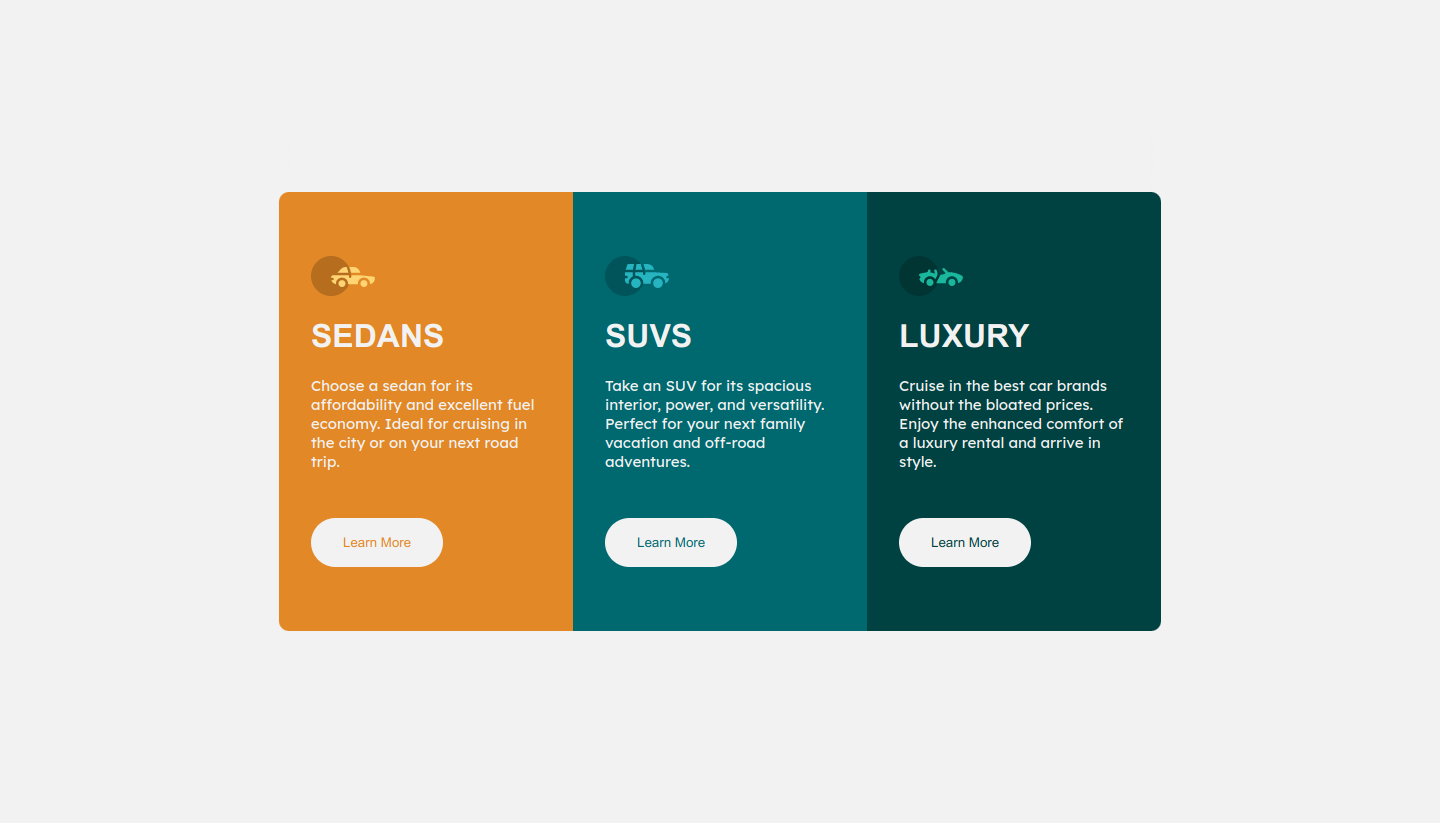 SEDANS
Choose a sedan for its
affordability and excellent fuel
economy. Ideal for cruising in
the city or on your next road
trip.
Learn More
SUVS
Take an SUV for its spacious
interior, power, and versatility.
Perfect for your next family
vacation and off-road
adventures.
Learn More
LUXURY
Cruise in the best car brands
without the bloated prices.
Enjoy the enhanced comfort of
a luxury rental and arrive in
style.
Learn More